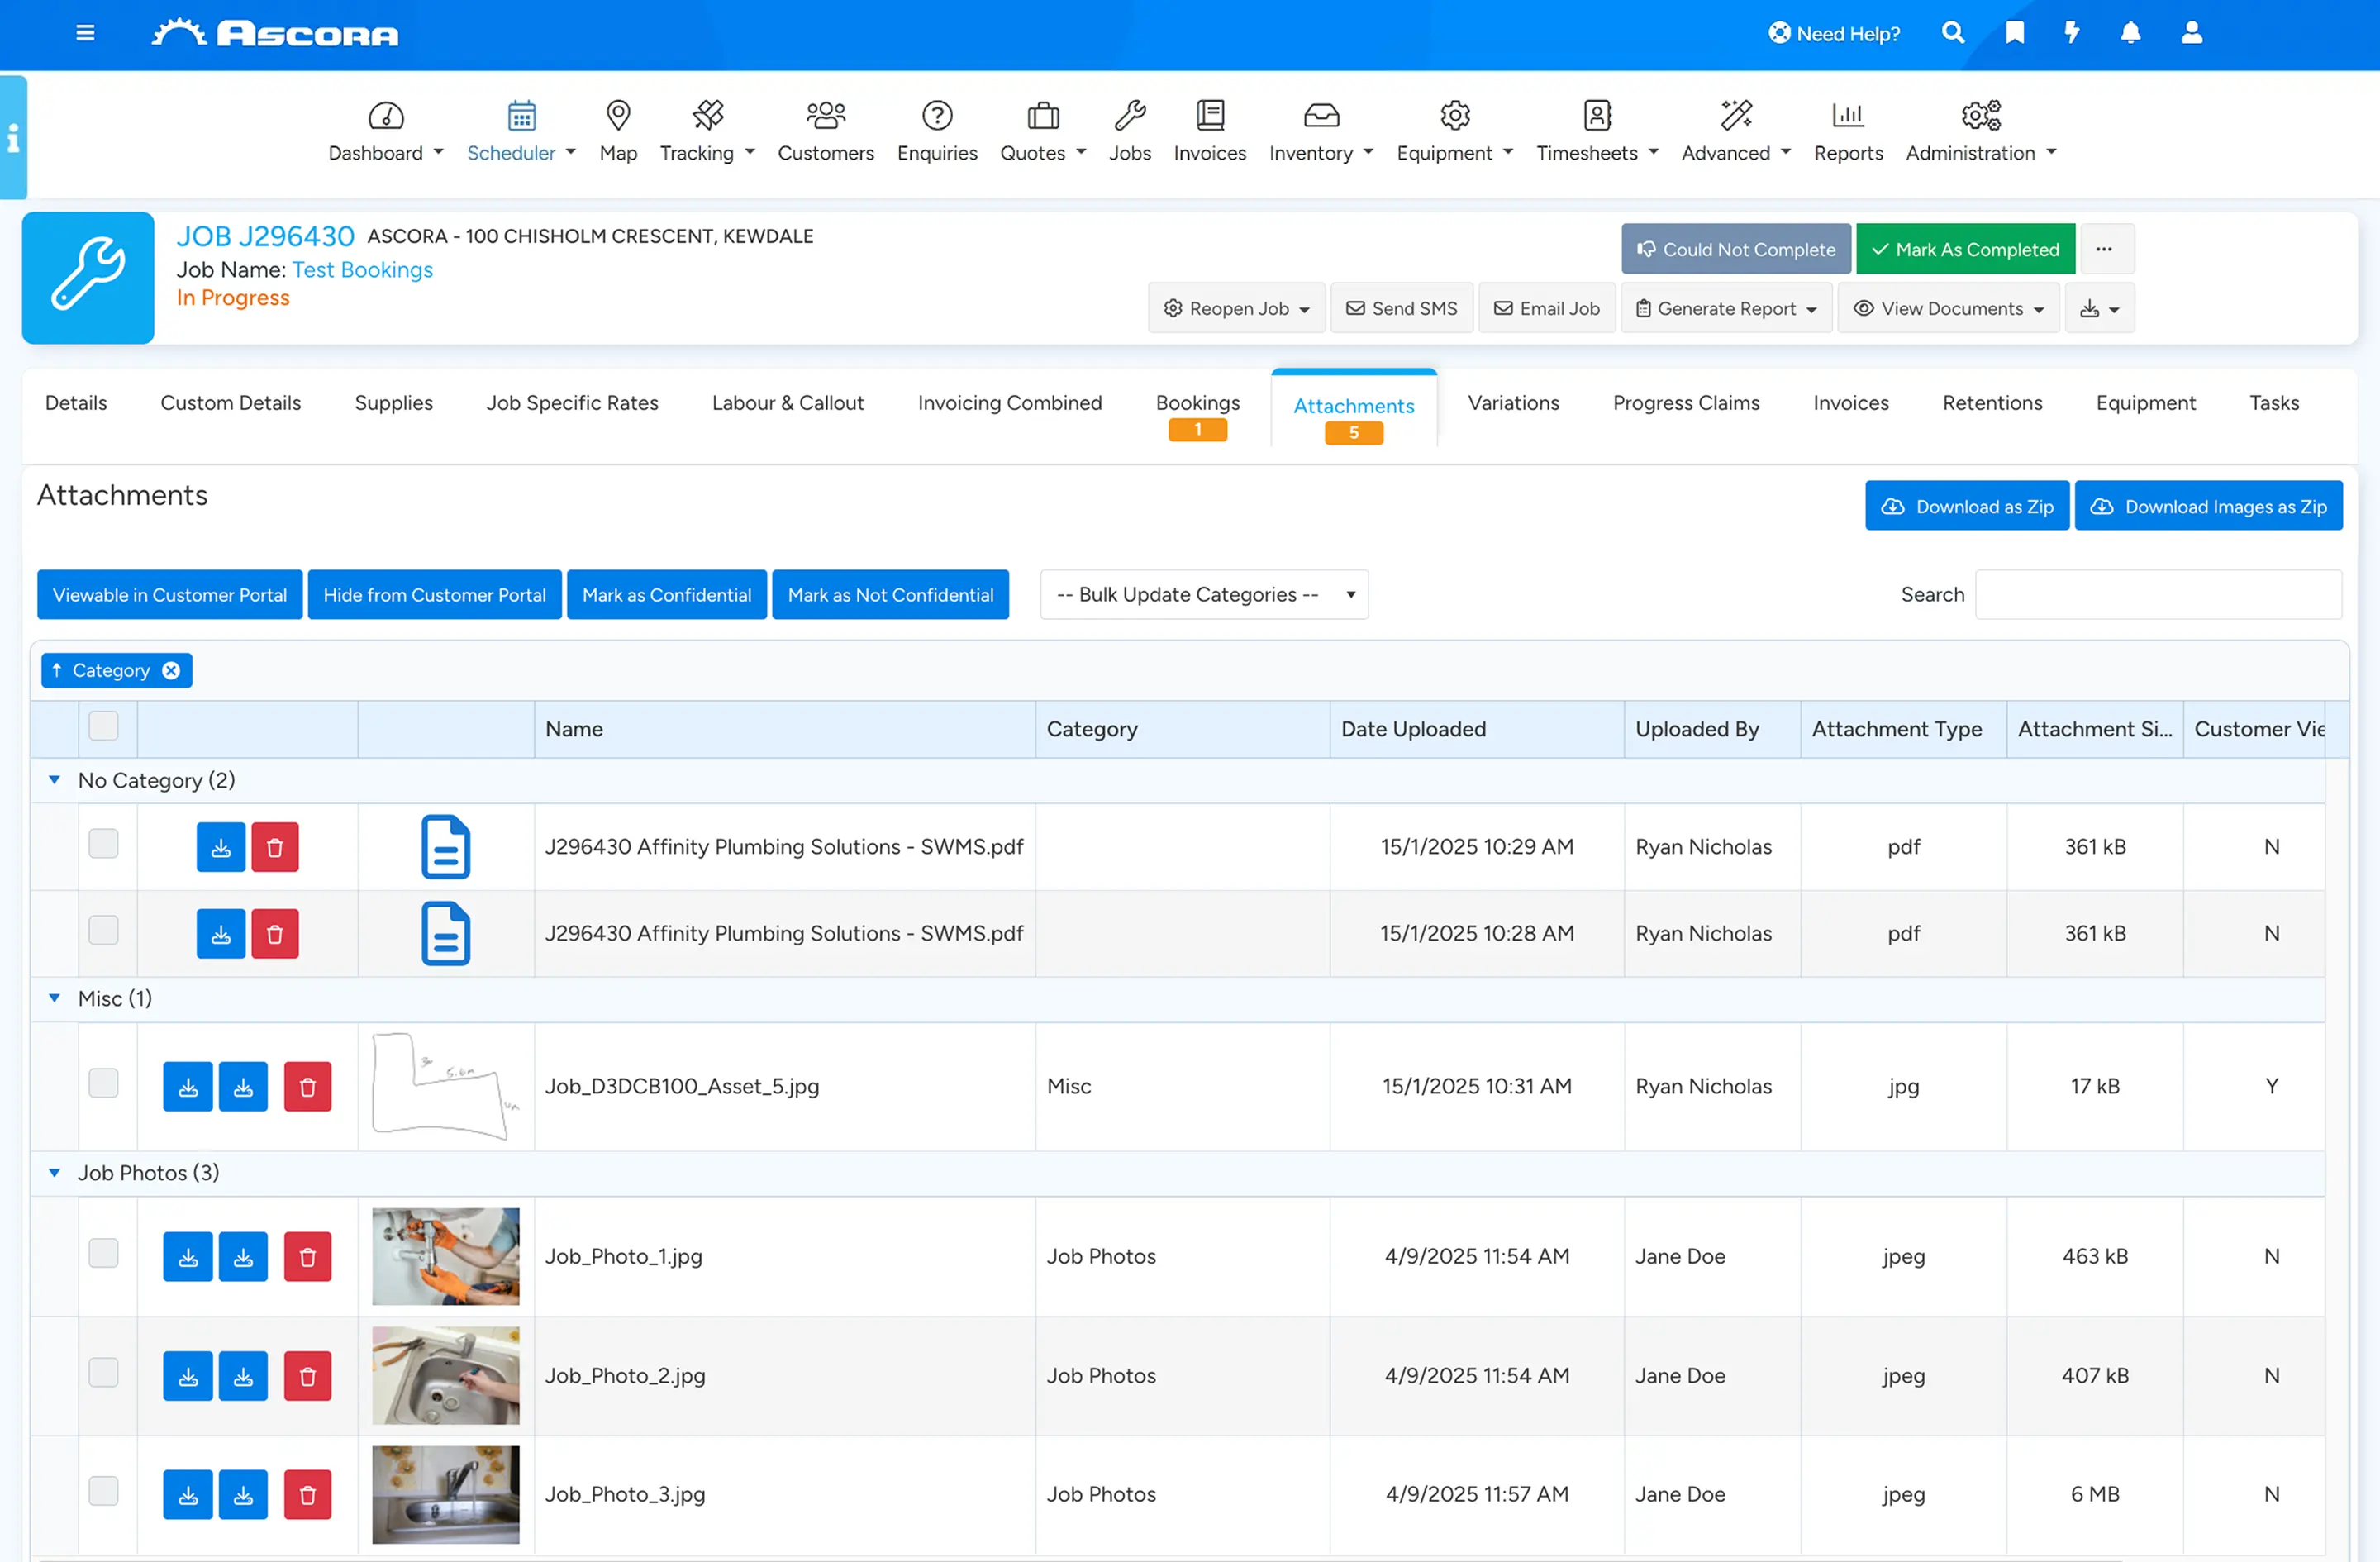 ASCORA
Need Help?
Dashboard Scheduler Map Tracking Customers Enquiries Quotes Jobs Invoices Inventory Equipment Timesheets Advanced Reports Administration
JOB J296430 ASCORA - 100 CHISHOLM CRESCENT, KEWDALE
Job Name: Test Bookings
In Progress
Could Not Complete Mark As Completed ...
Reopen Job Send SMS Email Job Generate Report View Documents
Details Custom Details Supplies Job Specific Rates Labour & Callout Invoicing Combined Bookings Attachments Variations Progress Claims Invoices Retentions Equipment Tasks
1 5
Attachments
Download as Zip Download Images as Zip
Viewable in Customer Portal Hide from Customer Portal Mark as Confidential Mark as Not Confidential -- Bulk Update Categories -- Search
↑ Category
Name Category Date Uploaded Uploaded By Attachment Type Attachment Si... Customer Vie
No Category (2)
J296430 Affinity Plumbing Solutions - SWMS.pdf 15/1/2025 10:29 AM Ryan Nicholas pdf 361 kB N
J296430 Affinity Plumbing Solutions - SWMS.pdf 15/1/2025 10:28 AM Ryan Nicholas pdf 361 kB N
Misc (1)
5.6m
Job_D3DCB100_Asset_5.jpg Misc 15/1/2025 10:31 AM Ryan Nicholas jpg 17 kB Y
Job Photos (3)
Job_Photo_1.jpg Job Photos 4/9/2025 11:54 AM Jane Doe jpeg 463 kB N
Job_Photo_2.jpg Job Photos 4/9/2025 11:54 AM Jane Doe jpeg 407 kB N
Job_Photo_3.jpg Job Photos 4/9/2025 11:57 AM Jane Doe jpeg 6 MB N